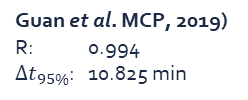 Guan et al. MCP, 2019)
R: 0.994
Δt95%: 10.825 min